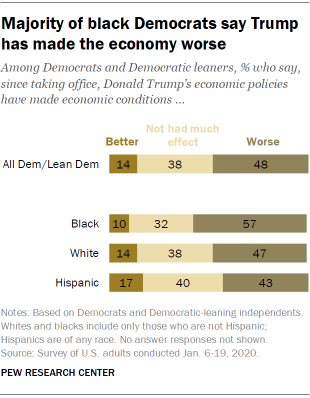 Majority of black Democrats say Trump
has made the economy worse
Among Democrats and Democratic leaners, % who say,
since taking office, Donald Trump's economic policies
have made economic conditions ...
Better Not had much effect Worse
All Dem/Lean Dem 14 38 48
Black 10 32 57
White 14 38 47
Hispanic 17 40 43
Notes: Based on Democrats and Democratic-leaning independents.
Whites and blacks include only those who are not Hispanic;
Hispanics are of any race. No answer responses not shown.
Source: Survey of U.S. adults conducted Jan. 6-19, 2020.
PEW RESEARCH CENTER